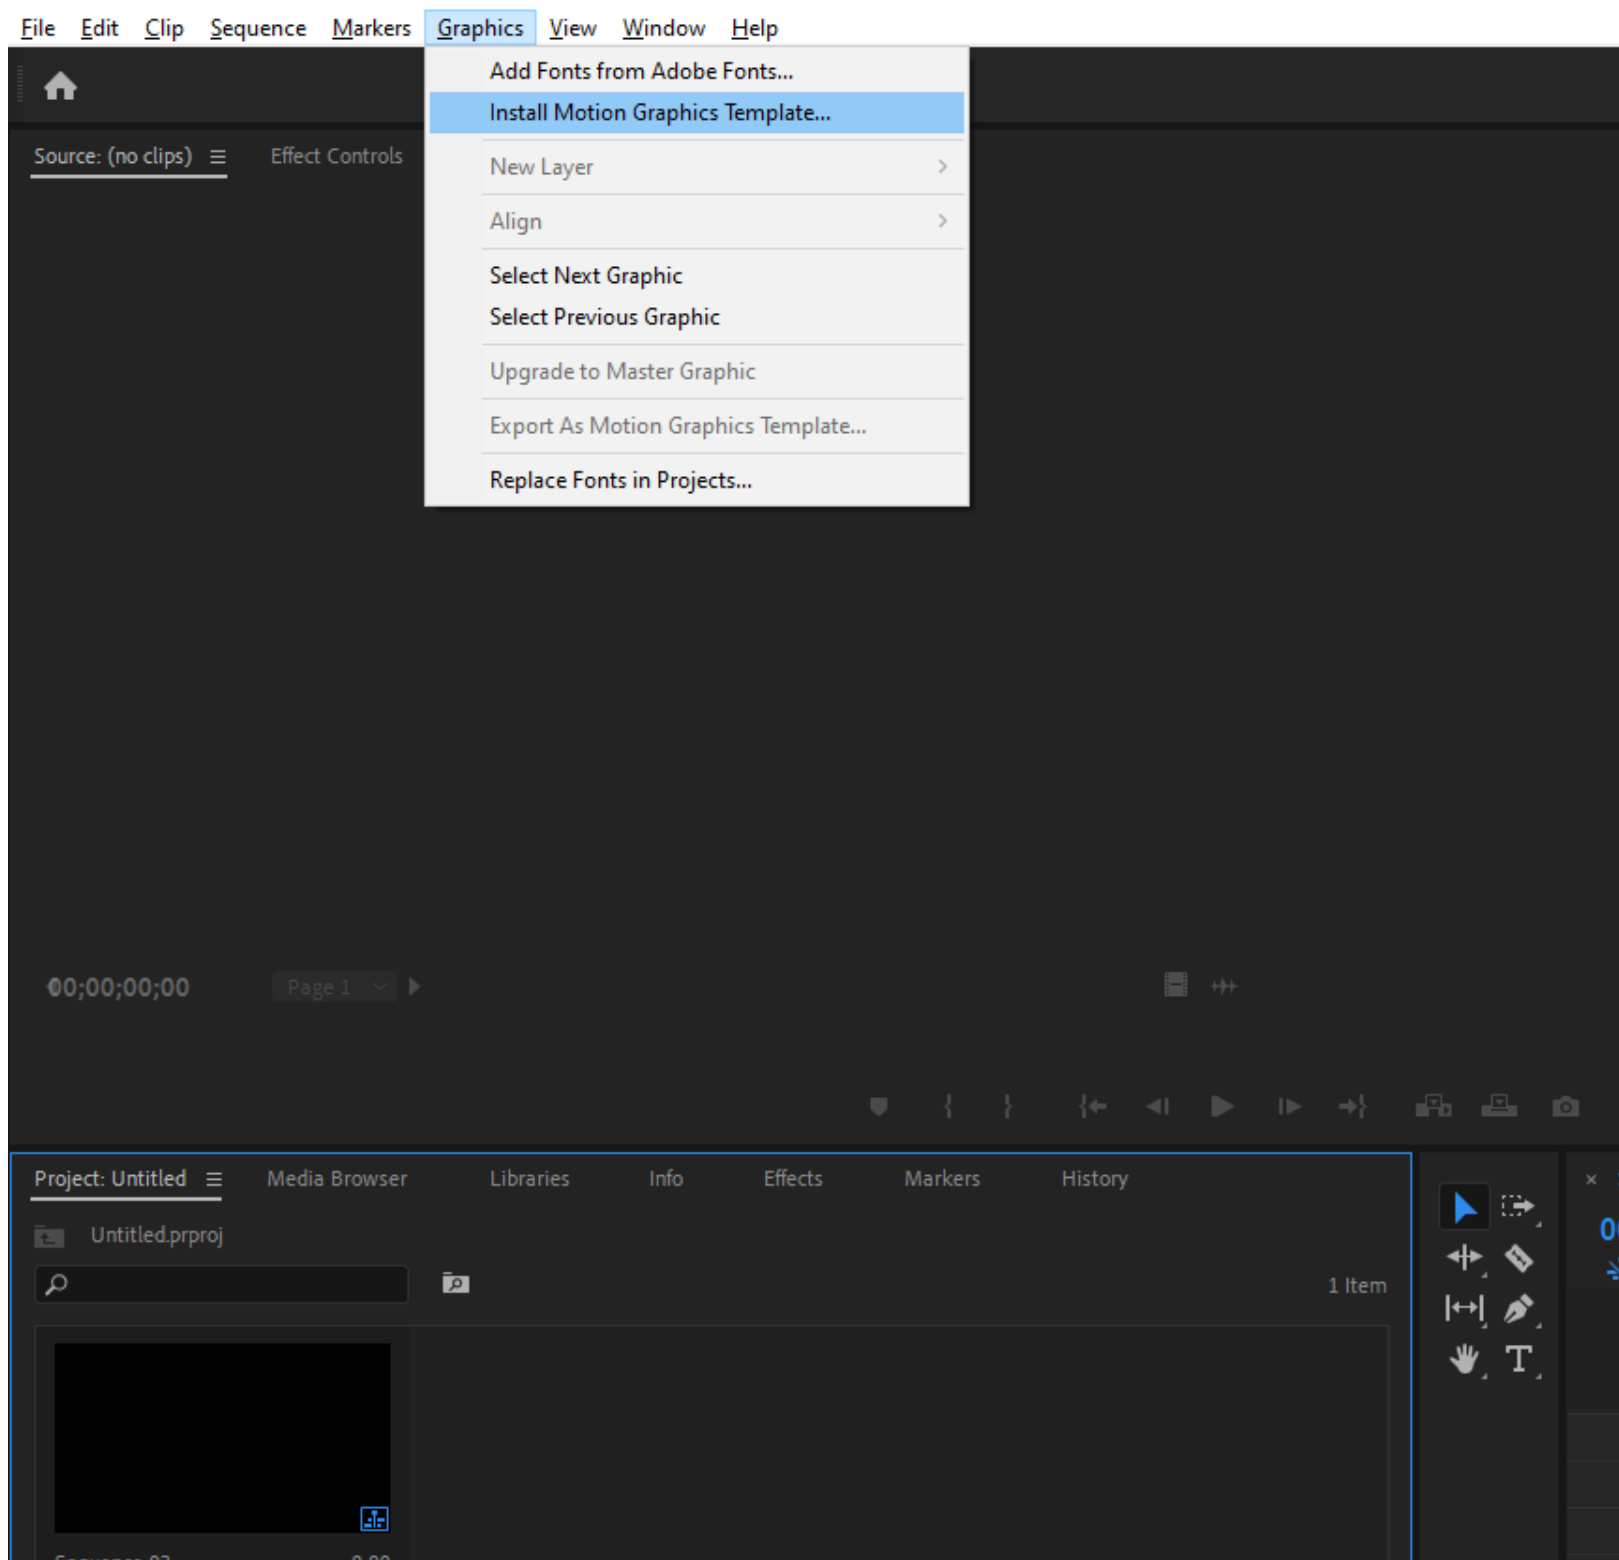 File Edit Clip Sequence Markers Graphics View Window Help
Add Fonts from Adobe Fonts...
Install Motion Graphics Template...
New Layer
Align
Select Next Graphic
Select Previous Graphic
Upgrade to Master Graphic
Export As Motion Graphics Template...
Replace Fonts in Projects...
Source: (no clips) Effect Controls
00;00;00;00 Page 1
Project: Untitled Media Browser Libraries Info Effects Markers History
Untitled.prproj
1 Item